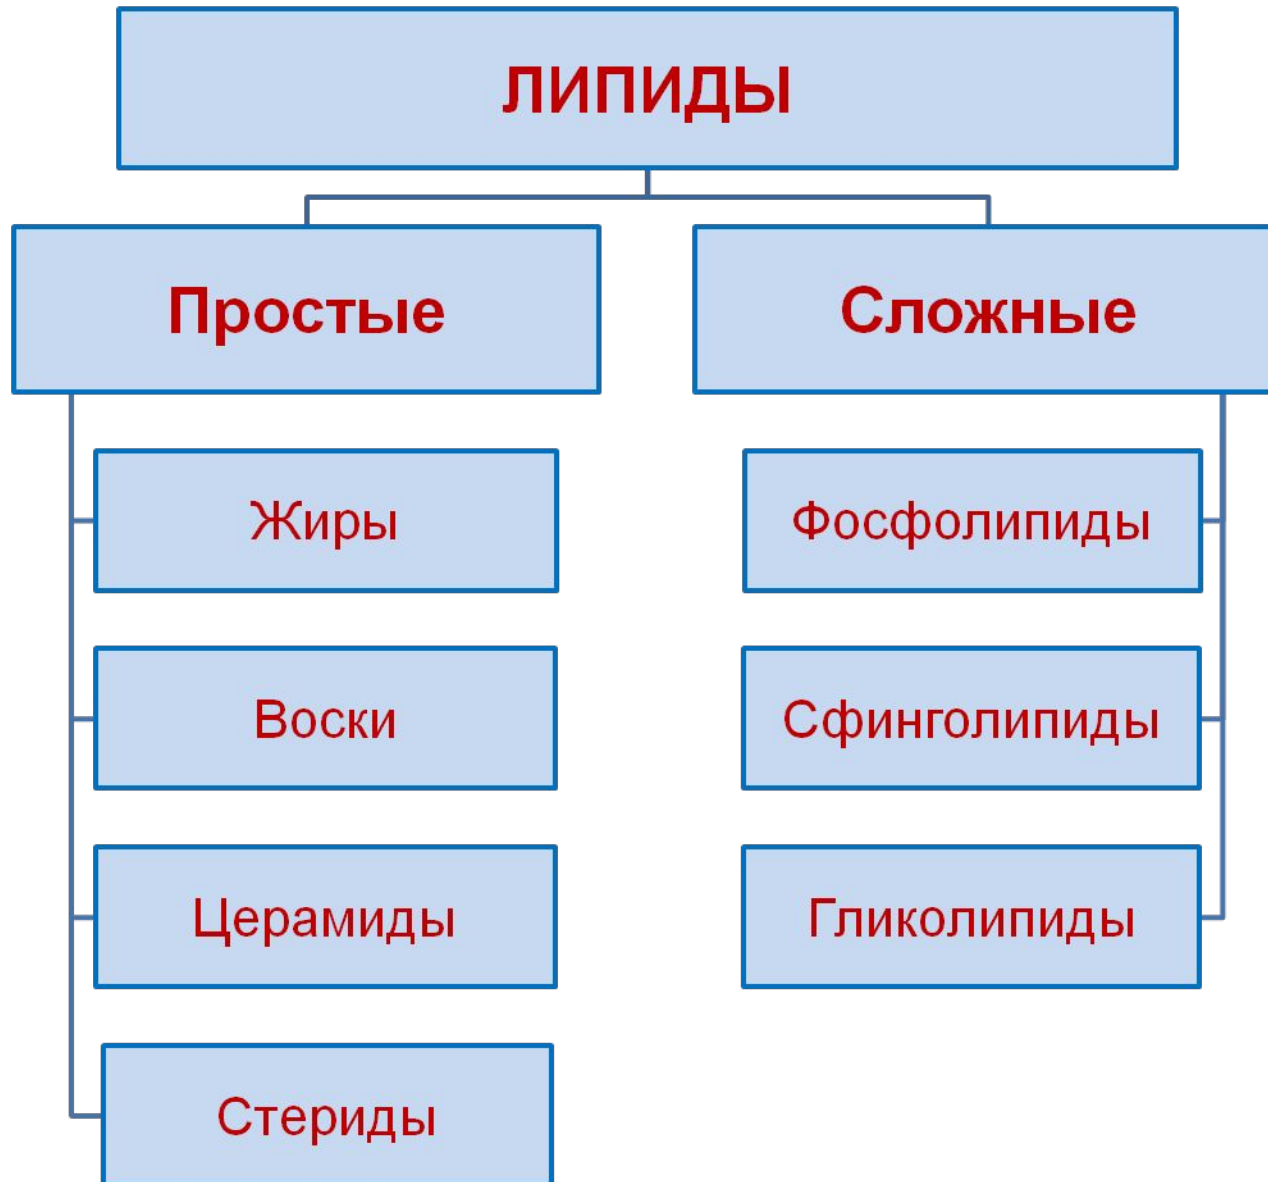 ЛИПИДЫ
Простые
Сложные
Жиры
Фосфолипиды
Воски
Сфинголипиды
Церамиды
Гликолипиды
Стериды